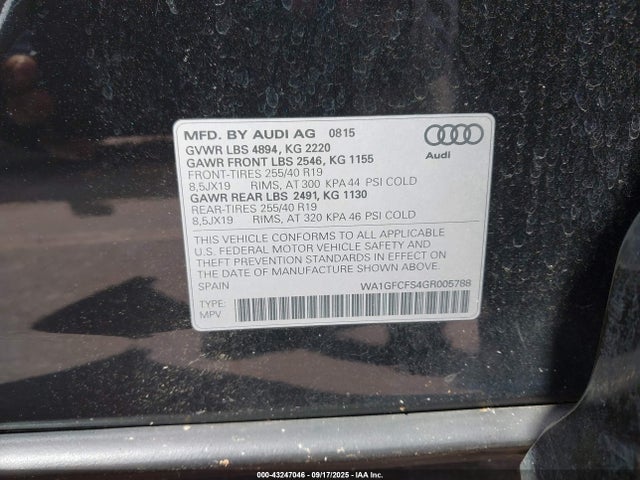 MFD. BY AUDI AG 0815
GVWR LBS 4894, KG 2220
GAWR FRONT LBS 2546, KG 1155
FRONT-TIRES 255/40 R19
8,5JX19 RIMS, AT 300 KPA 44 PSI COLD
GAWR REAR LBS 2491, KG 1130
REAR-TIRES 255/40 R19
8,5JX19 RIMS, AT 320 KPA 46 PSI COLD
Audi
THIS VEHICLE CONFORMS TO ALL APPLICABLE
U.S. FEDERAL MOTOR VEHICLE SAFETY AND
THEFT PREVENTION STANDARDS IN EFFECT ON
THE DATE OF MANUFACTURE SHOWN ABOVE.
SPAIN WA1GFCFS4GR005788
TYPE:
MPV
000-43247046 - 09/17/2025 - IAA Inc.